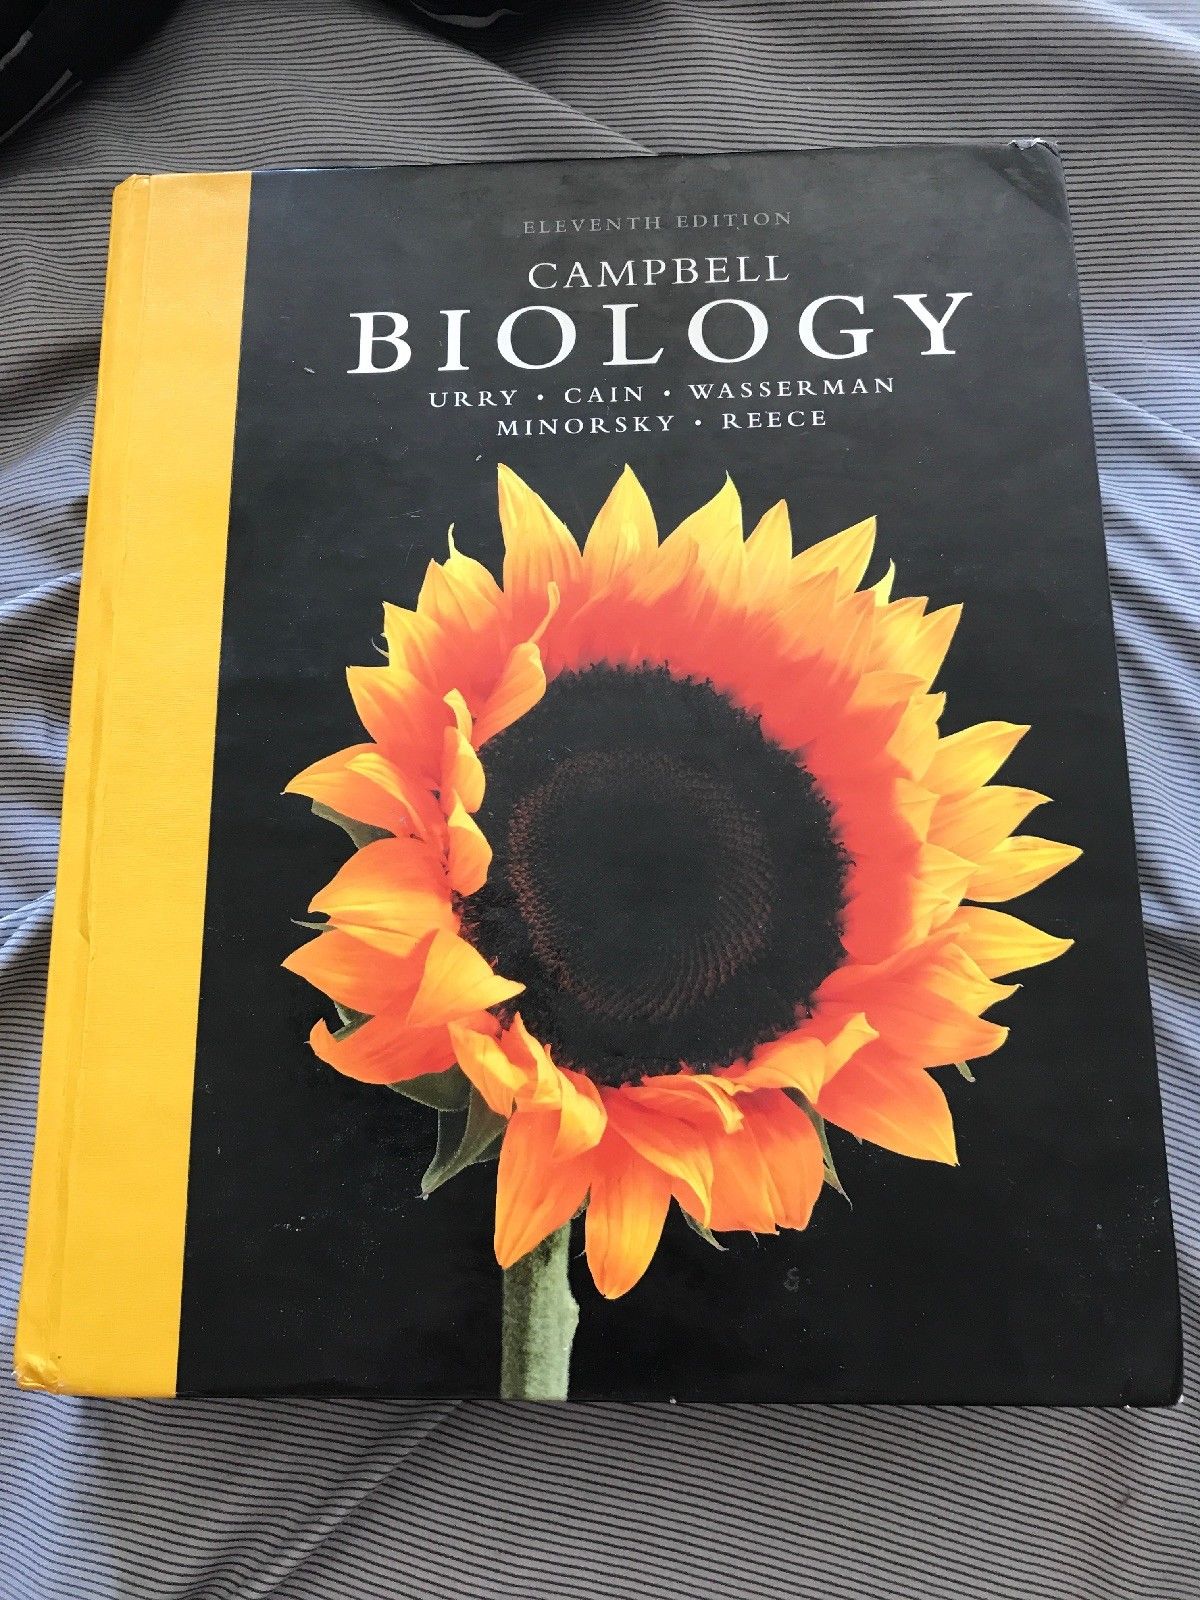 ELEVENTH EDITION
CAMPBELL
BIOLOGY
URRY • CAIN • WASSERMAN
MINORSKY • REECE